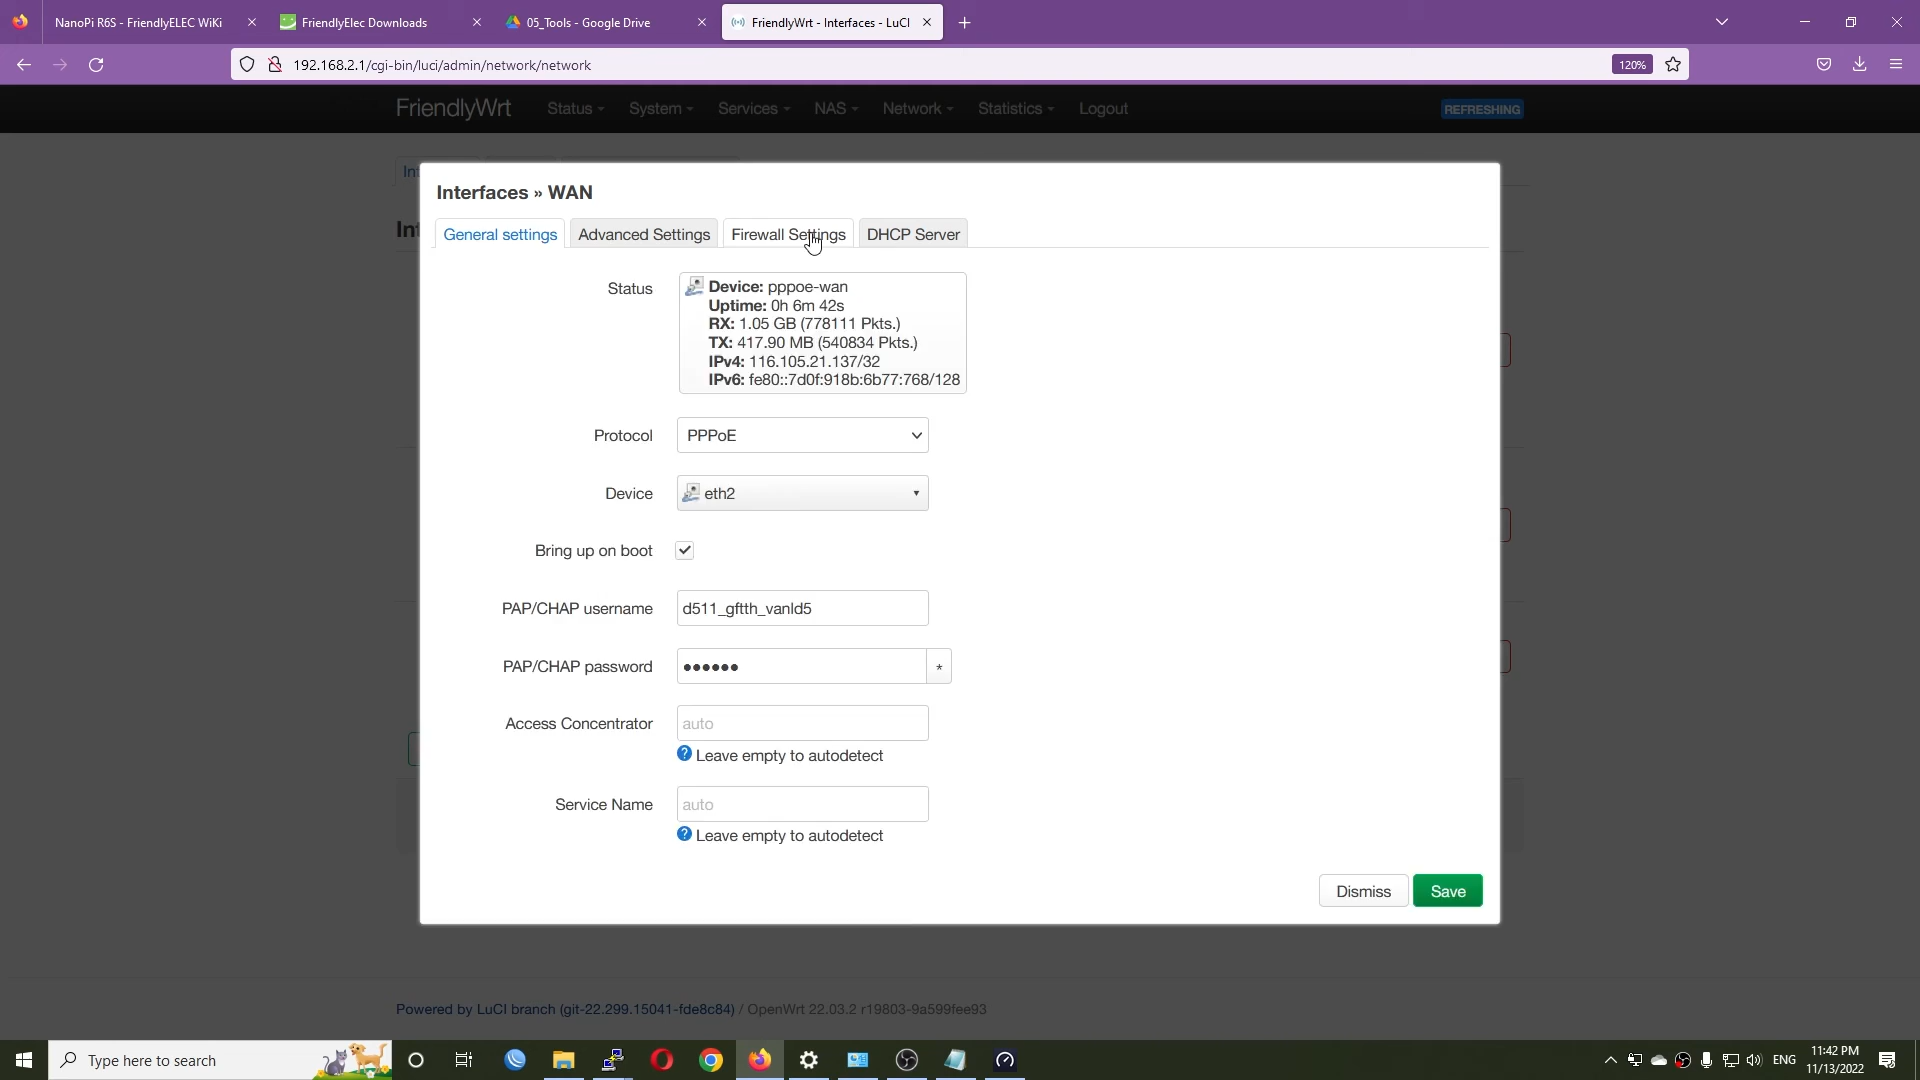 NanoPi R6S - FriendlyELEC WiKi
FriendlyElec Downloads
05_Tools - Google Drive
FriendlyWrt - Interfaces - LuCI
192.168.2.1/cgi-bin/luci/admin/network/network
120%
FriendlyWrt
Status
System
Services
NAS
Network
Statistics
Logout
REFRESHING
Int
Int
Interfaces » WAN
General settings
Advanced Settings
Firewall Settings
DHCP Server
Status
Device: pppoe-wan
Uptime: 0h 6m 42s
RX: 1.05 GB (778111 Pkts.)
TX: 417.90 MB (540834 Pkts.)
IPv4: 116.105.21.137/32
IPv6: fe80::7d0f:918b:6b77:768/128
Protocol
PPPoE
Device
eth2
Bring up on boot
PAP/CHAP username
d511_gftth_vanld5
PAP/CHAP password
••••••
*
Access Concentrator
auto
Leave empty to autodetect
Service Name
auto
Leave empty to autodetect
Dismiss
Save
Powered by LuCI branch (git-22.299.15041-fde8c84) / OpenWrt 22.03.2 r19803-9a599fee93
Type here to search
ENG
11:42 PM
11/13/2022